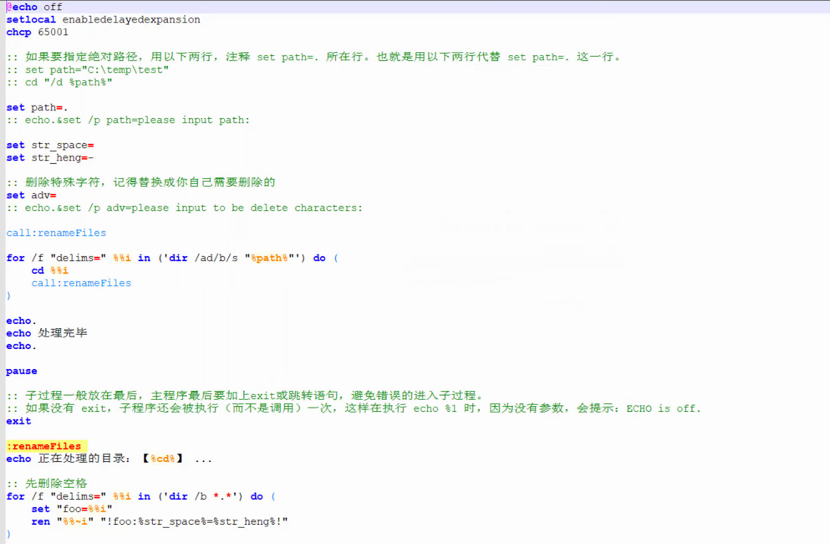 @echo off
setlocal enabledelayedexpansion
chcp 65001
:: 如果要指定绝对路径，用以下两行，注释 set path=. 所在行。也就是用以下两行代替 set path=. 这一行。
:: set path="C:\temp\test"
:: cd "/d %path%"
set path=.
:: echo.&set /p path=please input path:
set str_space=
set str_heng=-
:: 删除特殊字符，记得替换成你自己需要删除的
set adv=
:: echo.&set /p adv=please input to be delete characters:
call:renameFiles
for /f "delims=" %%i in ('dir /ad/b/s "%path%"') do (
cd %%i
call:renameFiles
)
echo.
echo 处理完毕
echo.
pause
:: 子过程一般放在最后，主程序最后要加上exit或跳转语句，避免错误的进入子过程。
:: 如果没有 exit，子程序还会被执行（而不是调用）一次，这样在执行 echo %1 时，因为没有参数，会提示：ECHO is off.
exit
:renameFiles
echo 正在处理的目录：【%cd%】 ...
:: 先删除空格
for /f "delims=" %%i in ('dir /b *.*') do (
set "foo=%%i"
ren "%%~i" "!foo:%str_space%=%str_heng%!"
)